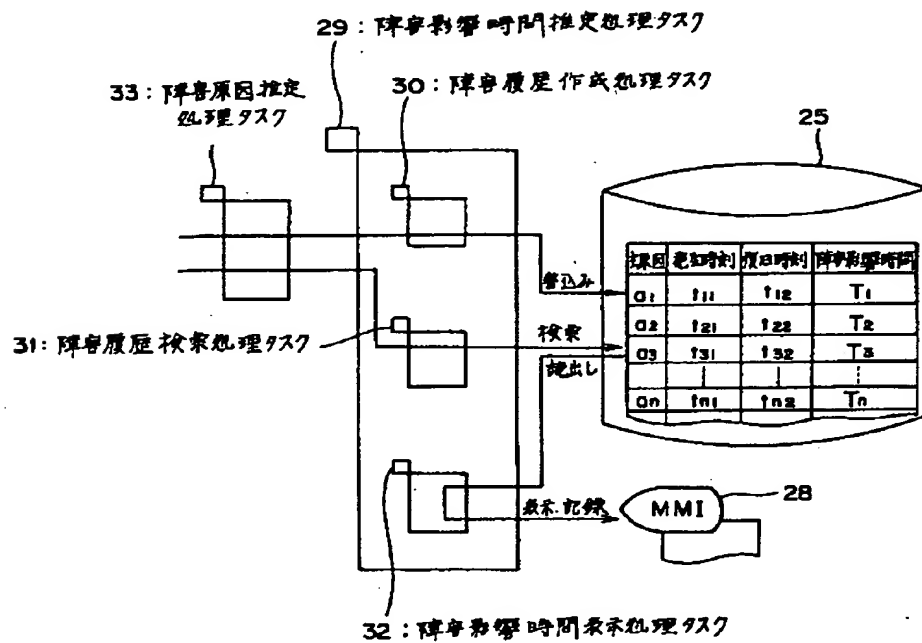 29：障害影響時間推定処理タスク
33：障害原因推定
処理タスク
30：障害履歴作成処理タスク
25
主原因 発生時刻 復旧時刻 障害影響時間
書込み
a1 t11 t12 T1
a2 t21 t22 T2
検索
a3 t31 t32 T3
31：障害履歴検索処理タスク
読出し
an tn1 tn2 Tn
表示・記録
MMI
28
32：障害影響時間表示処理タスク